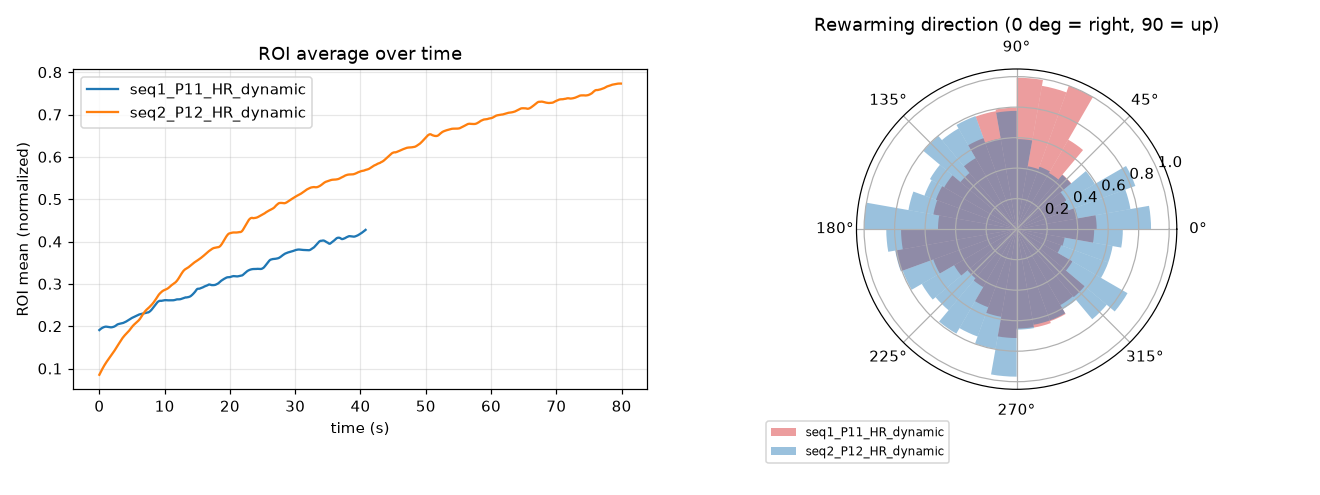 ROI average over time
ROI mean (normalized)
0.8
0.7
0.6
0.5
0.4
0.3
0.2
0.1
seq1_P11_HR_dynamic
seq2_P12_HR_dynamic
0 10 20 30 40 50 60 70 80
time (s)
Rewarming direction (0 deg = right, 90 = up)
90°
135° 45°
1.0
0.8
0.6
0.4
0.2
180° 0°
225° 315°
270°
seq1_P11_HR_dynamic
seq2_P12_HR_dynamic